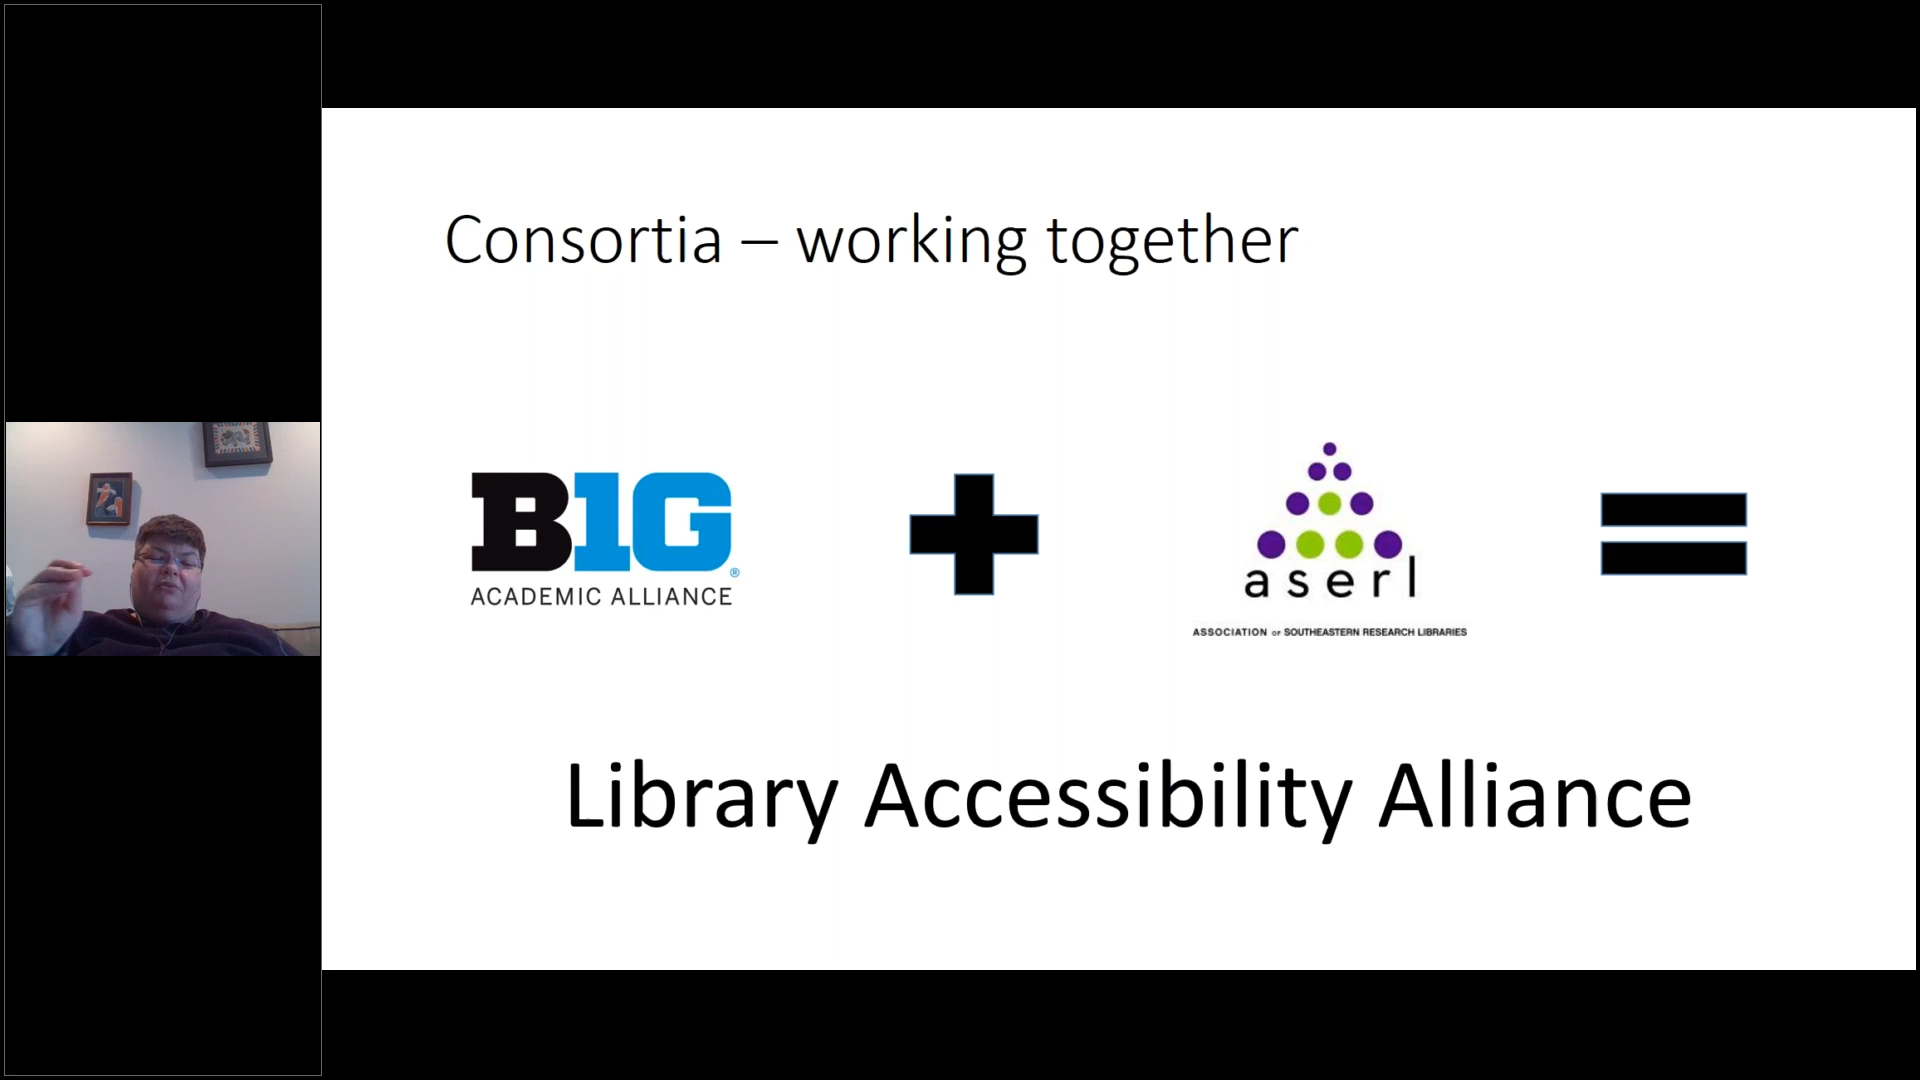 Consortia – working together
B1G®
ACADEMIC ALLIANCE
aserl
ASSOCIATION OF SOUTHEASTERN RESEARCH LIBRARIES
Library Accessibility Alliance